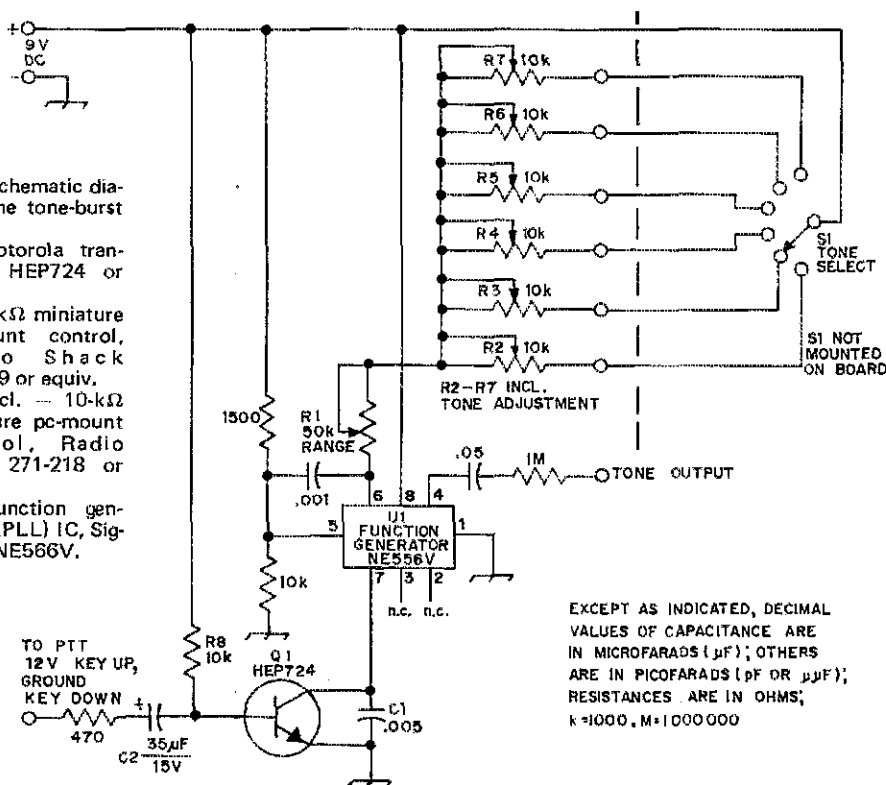 +
9 V
DC
-
chematic dia-
ne tone-burst
otorola tran-
HEP724 or
kΩ miniature
unt control,
o Shack
9 or equiv.
cl. — 10-kΩ
ure pc-mount
ol, Radio
271-218 or
unction gen-
(PLL) IC, Sig-
NE566V.
R7 10k
R6 10k
R5 10k
R4 10k
R3 10k
R2 10k
R2-R7 INCL.
TONE ADJUSTMENT
S1
TONE
SELECT
S1 NOT
MOUNTED
ON BOARD
1500
R1
50k
RANGE
.001
.05
1M
TONE OUTPUT
6 8 4
5
U1
FUNCTION
GENERATOR
NE556V
1
7 3 2
n.c. n.c.
10k
R8
10k
Q1
HEP724
C1
.005
TO PTT
12V KEY UP,
GROUND
KEY DOWN
470
+
C2 35µF
15V
EXCEPT AS INDICATED, DECIMAL
VALUES OF CAPACITANCE ARE
IN MICROFARADS (µF); OTHERS
ARE IN PICOFARADS (pF OR µµF);
RESISTANCES ARE IN OHMS;
k=1000, M=1000000